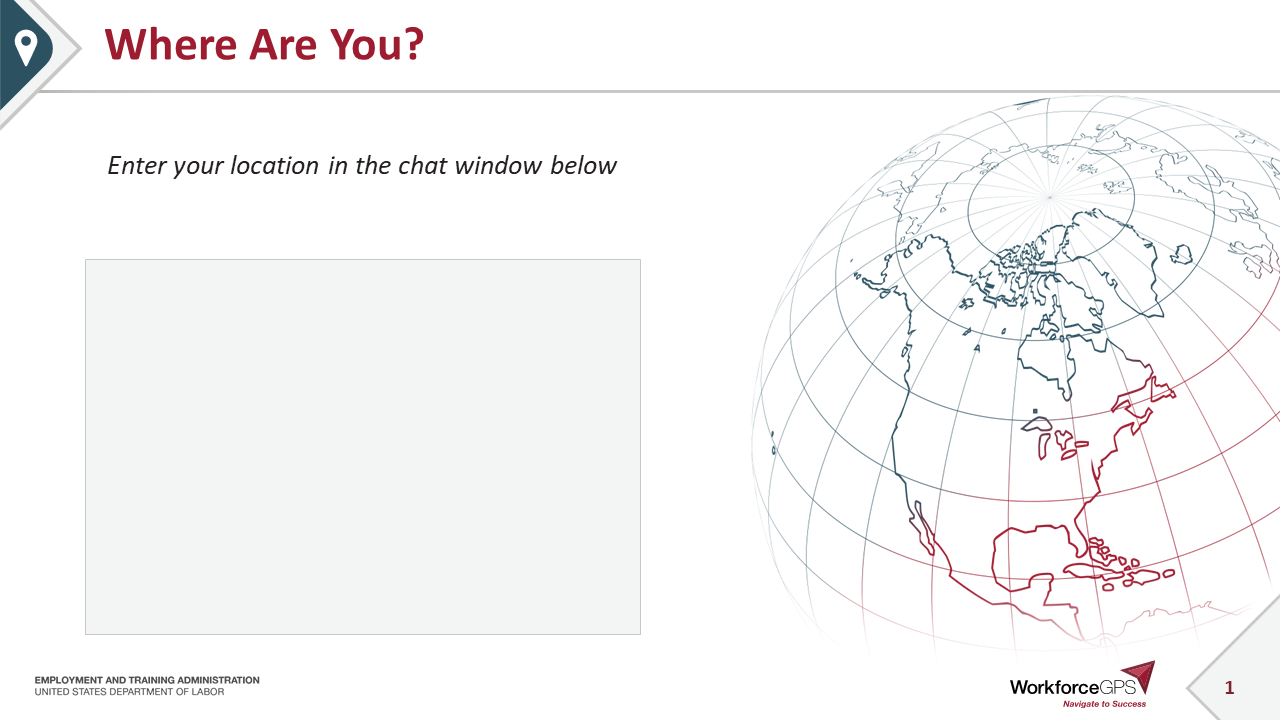 Where Are You?
Enter your location in the chat window below
EMPLOYMENT AND TRAINING ADMINISTRATION
UNITED STATES DEPARTMENT OF LABOR
WorkforceGPS
Navigate to Success
1